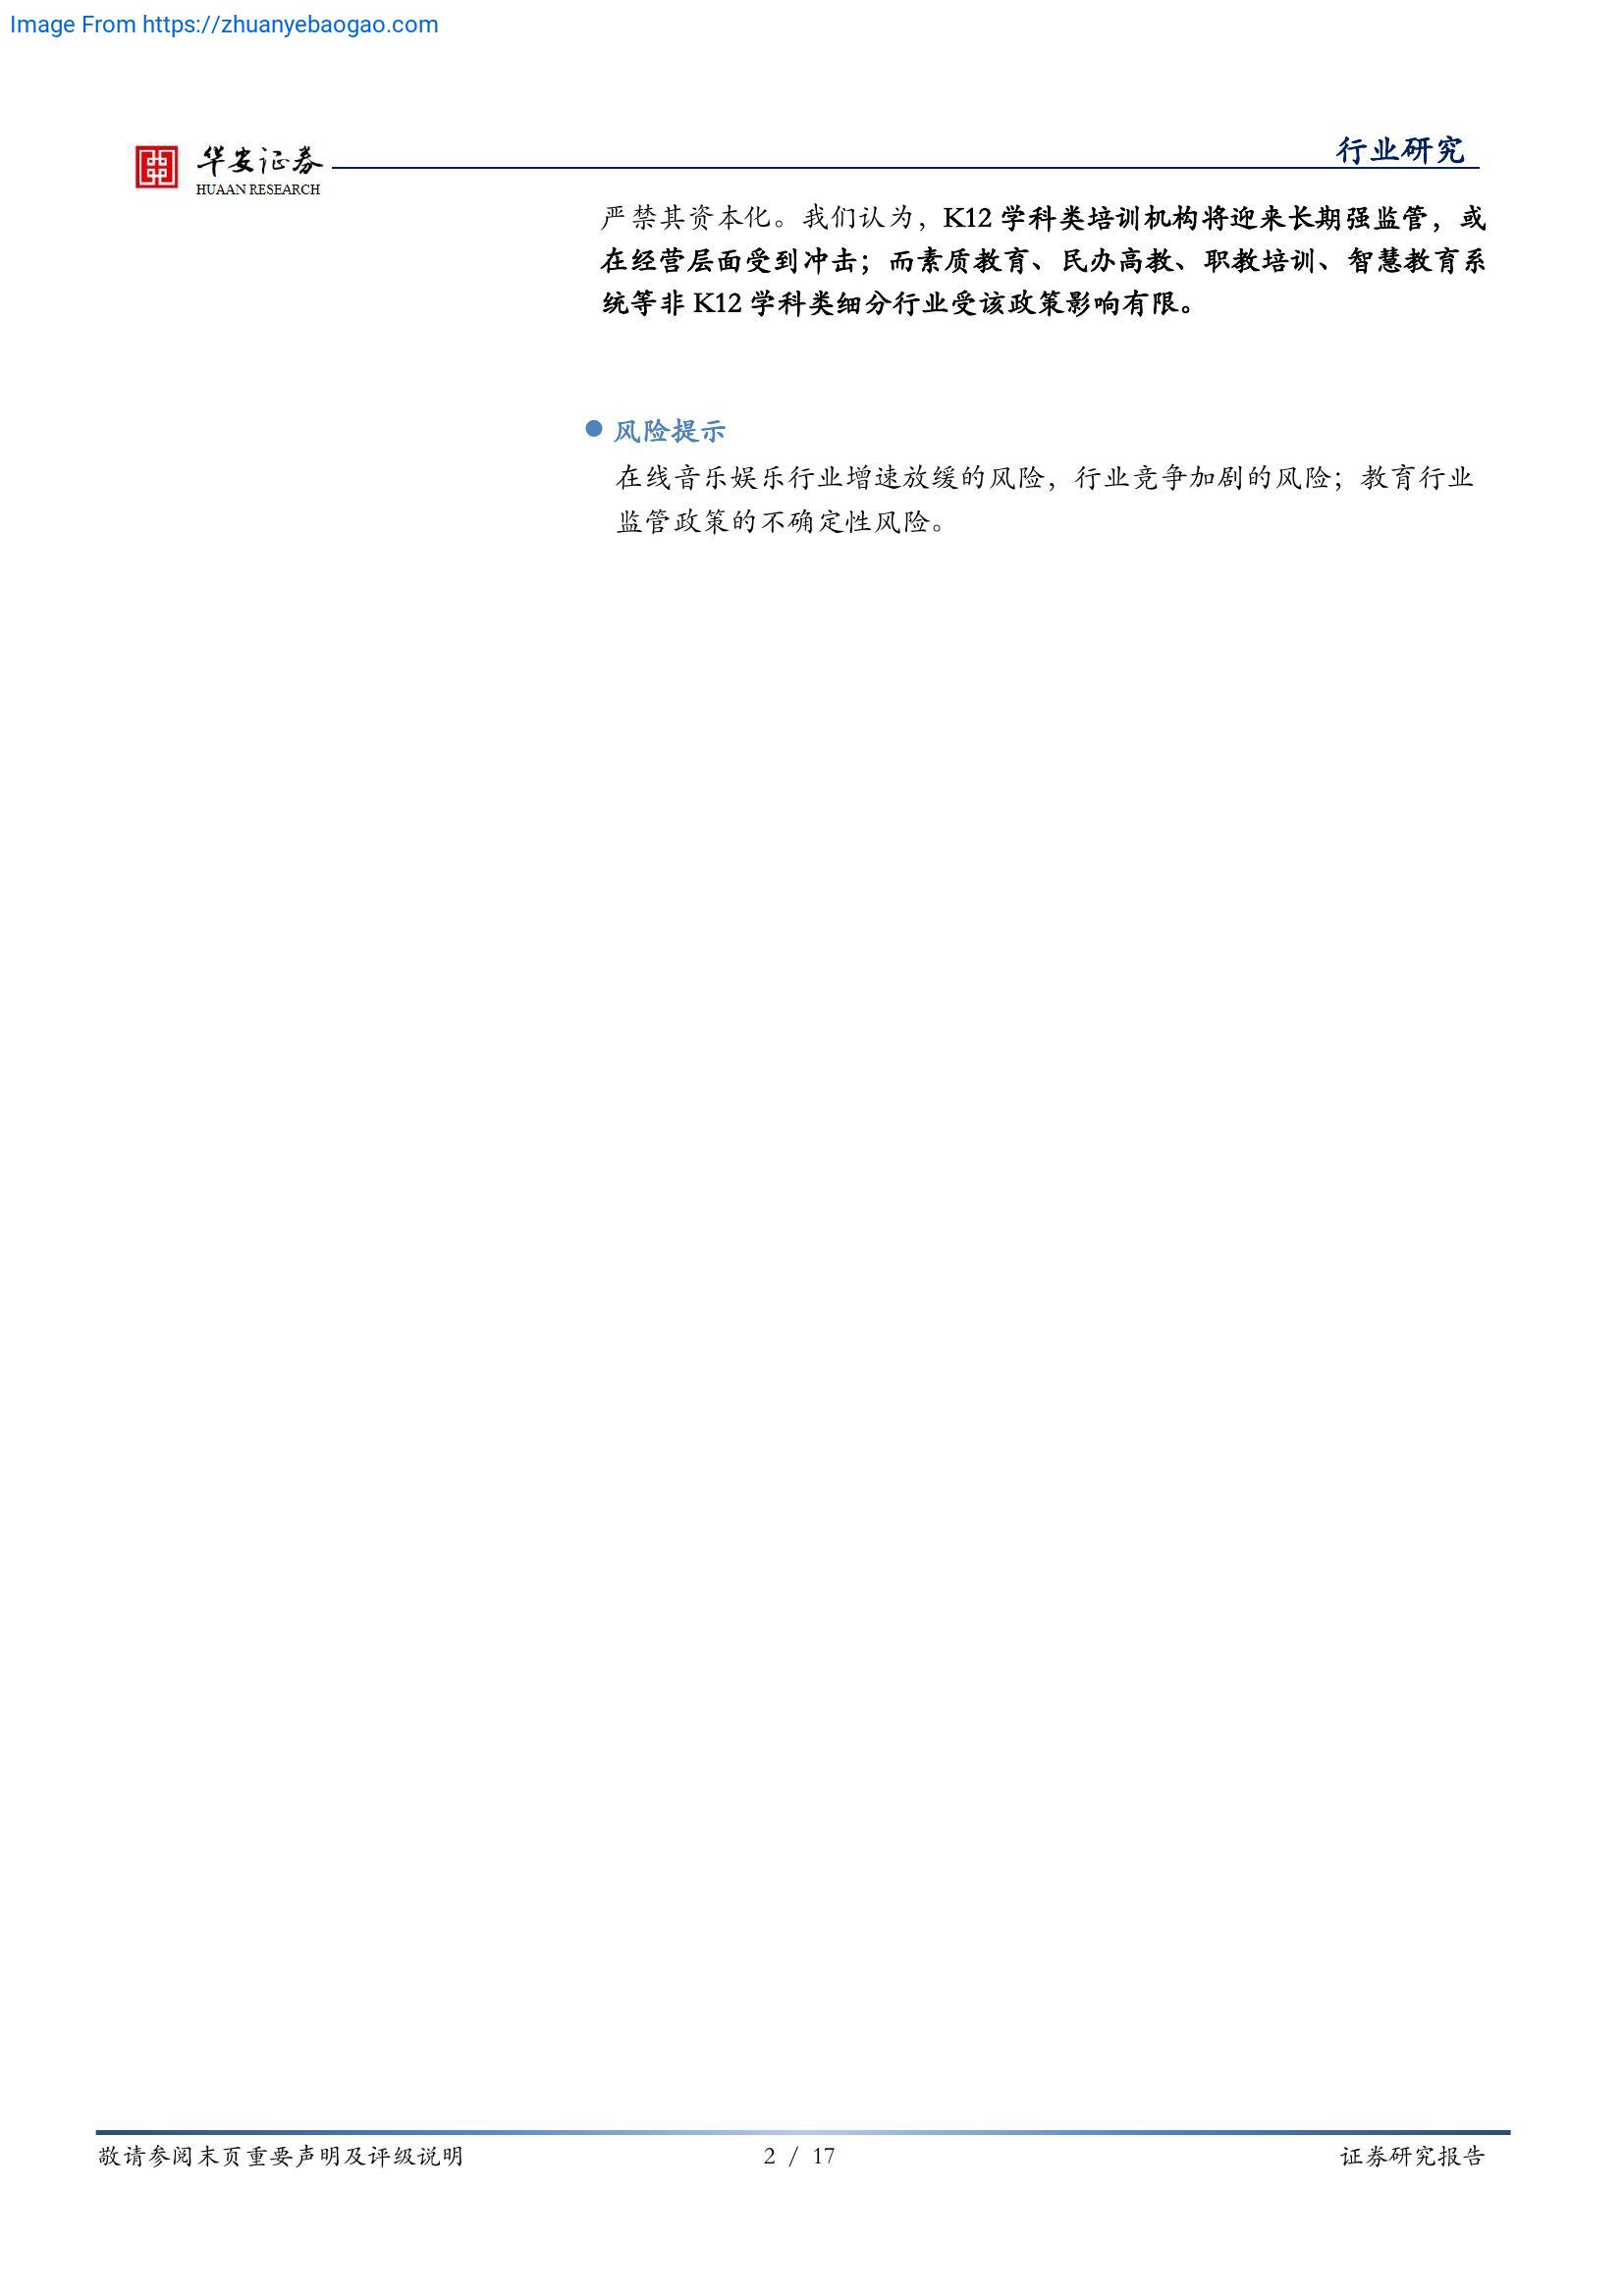 Image From https://zhuanyebaogao.com
华安证券
HUAAN RESEARCH
行业研究
严禁其资本化。我们认为，K12 学科类培训机构将迎来长期强监管，或
在经营层面受到冲击；而素质教育、民办高教、职教培训、智慧教育系
统等非 K12 学科类细分行业受该政策影响有限。
风险提示
在线音乐娱乐行业增速放缓的风险，行业竞争加剧的风险；教育行业
监管政策的不确定性风险。
敬请参阅末页重要声明及评级说明
2 / 17
证券研究报告